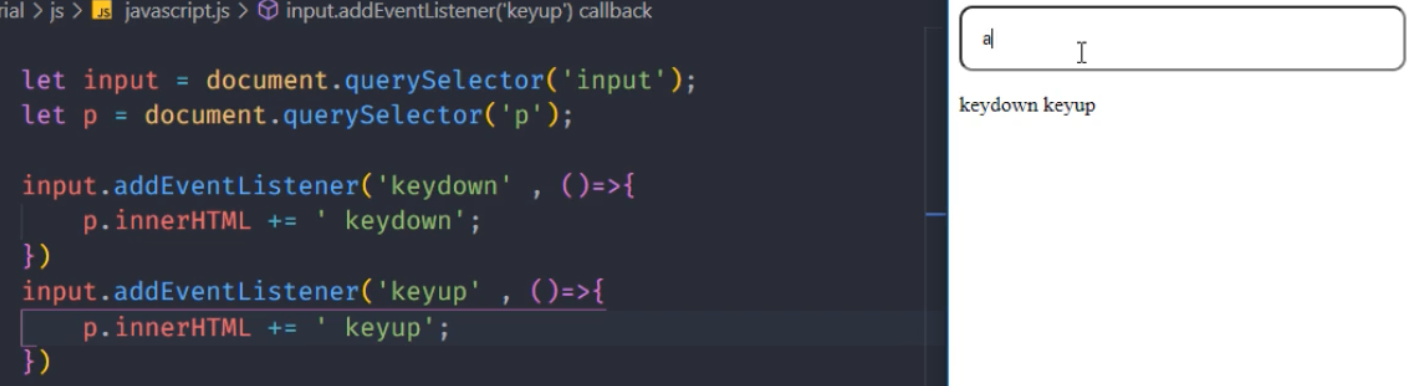 rial > js > JS javascript.js > input.addEventListener('keyup') callback
let input = document.querySelector('input');
let p = document.querySelector('p');
input.addEventListener('keydown' , ()=>{
    p.innerHTML += ' keydown';
})
input.addEventListener('keyup' , ()=>{
    p.innerHTML += ' keyup';
})
a
keydown keyup